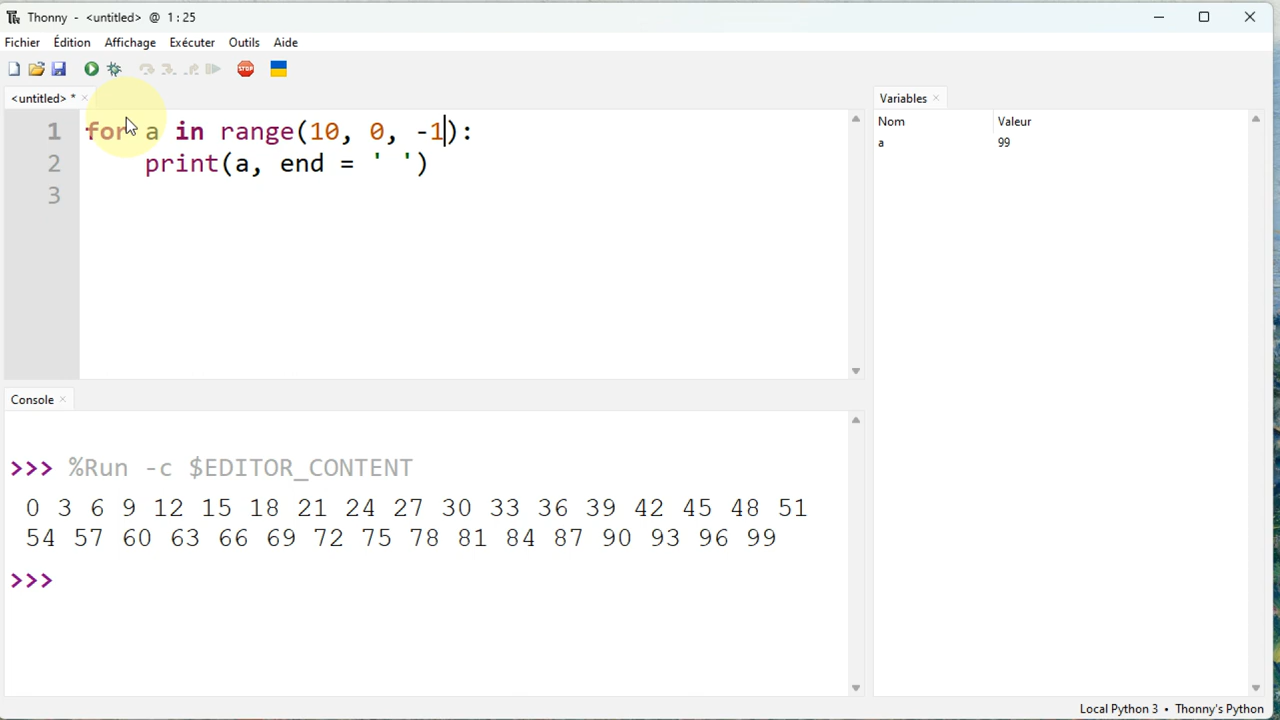 Thonny - <untitled> @ 1:25
Fichier Édition Affichage Exécuter Outils Aide
STOP
<untitled> * ×
1 for a in range(10, 0, -1):
2     print(a, end = ' ')
3
Console ×
>>> %Run -c $EDITOR_CONTENT
0 3 6 9 12 15 18 21 24 27 30 33 36 39 42 45 48 51
54 57 60 63 66 69 72 75 78 81 84 87 90 93 96 99
>>>
Variables ×
Nom Valeur
a 99
Local Python 3 • Thonny's Python